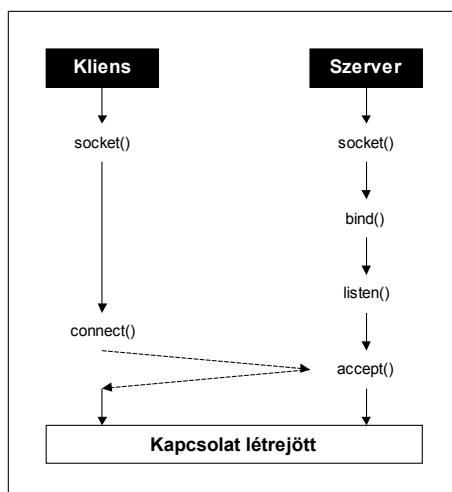 Kliens
Szerver
socket()
socket()
bind()
listen()
connect()
accept()
Kapcsolat létrejött